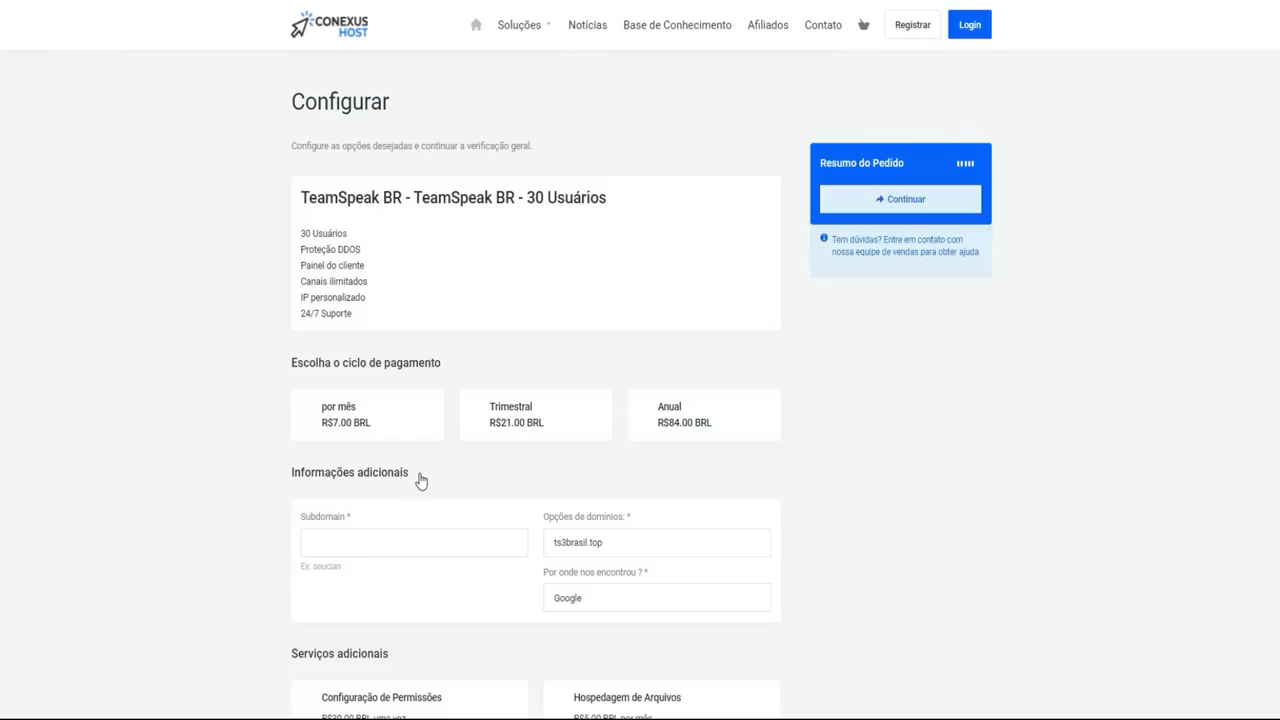 CONEXUS
HOST
Soluções
Notícias
Base de Conhecimento
Afiliados
Contato
Registrar
Login
Configurar
Configure as opções desejadas e continuar a verificação geral.
TeamSpeak BR - TeamSpeak BR - 30 Usuários
30 Usuários
Proteção DDOS
Painel do cliente
Canais ilimitados
IP personalizado
24/7 Suporte
Resumo do Pedido
Continuar
Tem dúvidas? Entre em contato com
nossa equipe de vendas para obter ajuda
Escolha o ciclo de pagamento
por mês
R$7.00 BRL
Trimestral
R$21.00 BRL
Anual
R$84.00 BRL
Informações adicionais
Subdomain *
Ex: seucian
Opções de domínios: *
ts3brasil.top
Por onde nos encontrou ? *
Google
Serviços adicionais
Configuração de Permissões
R$30.00 BRL uma vez
Hospedagem de Arquivos
R$5.00 BRL por mês